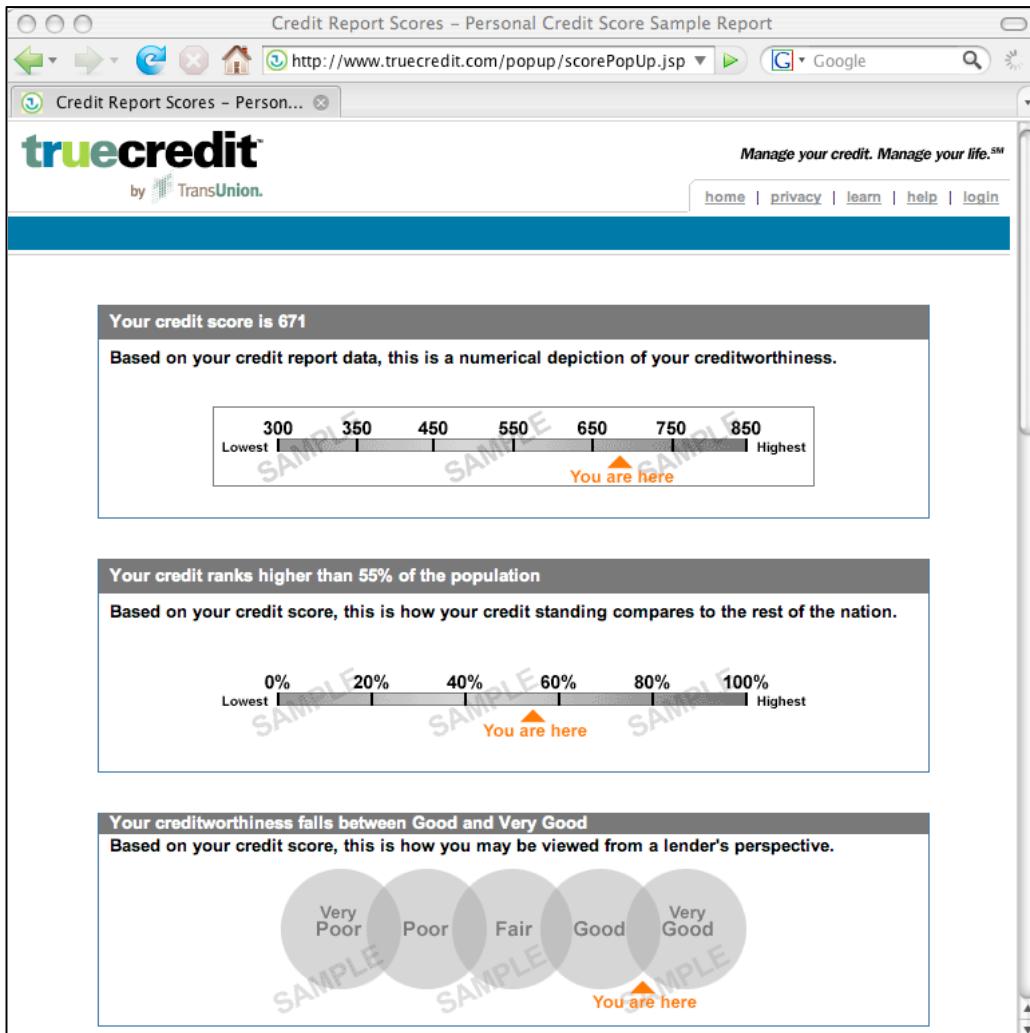 Credit Report Scores – Personal Credit Score Sample Report
http://www.truecredit.com/popup/scorePopUp.jsp
G Google
Credit Report Scores – Person...
truecredit™
by TransUnion.
Manage your credit. Manage your life.℠
home | privacy | learn | help | login
Your credit score is 671
Based on your credit report data, this is a numerical depiction of your creditworthiness.
300 350 450 550 650 750 850
Lowest Highest
SAMPLE SAMPLE SAMPLE
You are here
Your credit ranks higher than 55% of the population
Based on your credit score, this is how your credit standing compares to the rest of the nation.
0% 20% 40% 60% 80% 100%
Lowest Highest
SAMPLE SAMPLE SAMPLE
You are here
Your creditworthiness falls between Good and Very Good
Based on your credit score, this is how you may be viewed from a lender's perspective.
Very Poor Poor Fair Good Very Good
SAMPLE SAMPLE SAMPLE
You are here